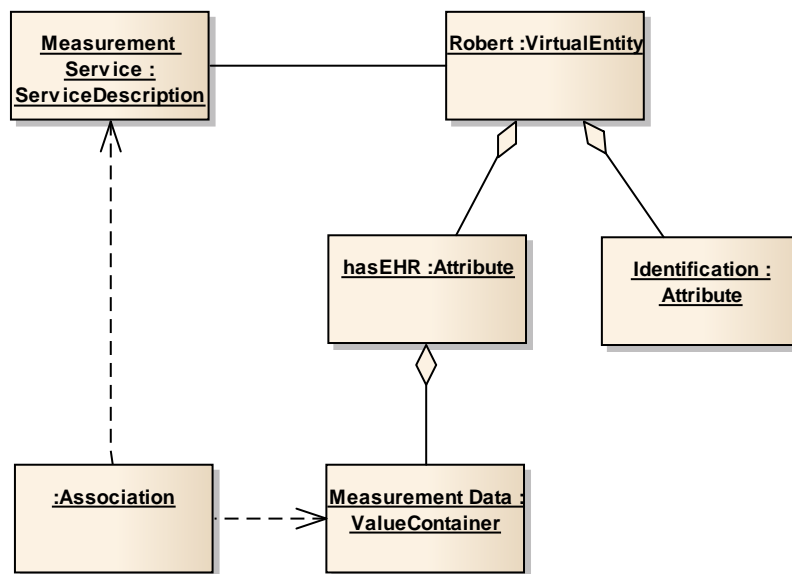 Measurement
Service :
ServiceDescription
Robert :VirtualEntity
hasEHR :Attribute
Identification :
Attribute
:Association
Measurement Data :
ValueContainer